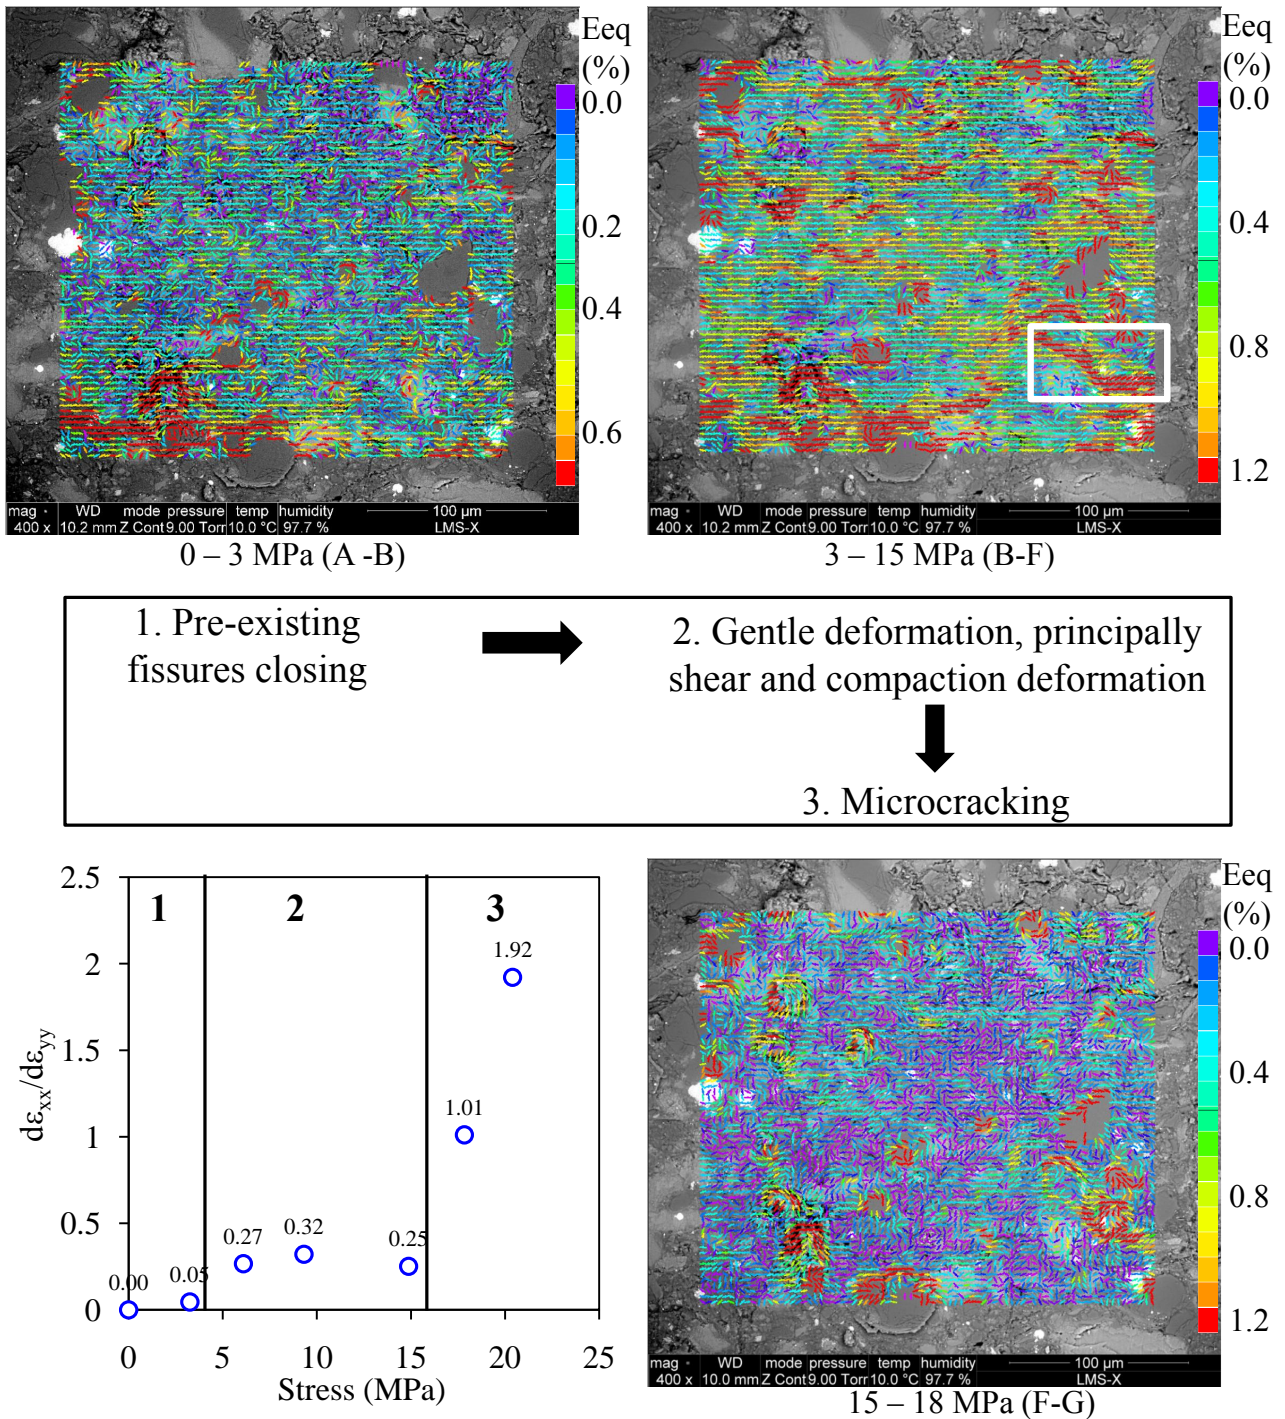 Eeq
(%)
0.0
0.2
0.4
0.6
mag WD mode pressure temp humidity 100 µm
400 x 10.2 mm Z Cont 9.00 Torr 10.0 °C 97.7 % LMS-X
0 – 3 MPa (A -B)
Eeq
(%)
0.0
0.4
0.8
1.2
mag WD mode pressure temp humidity 100 µm
400 x 10.2 mm Z Cont 9.00 Torr 10.0 °C 97.7 % LMS-X
3 – 15 MPa (B-F)
1. Pre-existing
fissures closing
2. Gentle deformation, principally
shear and compaction deformation
3. Microcracking
2.5
2
1.5
1
0.5
0
1 2 3
1.92
1.01
0.27
0.32
0.25
0.05
0.00
dεxx/dεyy
0 5 10 15 20 25
Stress (MPa)
Eeq
(%)
0.0
0.4
0.8
1.2
mag WD mode pressure temp humidity 100 µm
400 x 10.0 mm Z Cont 9.00 Torr 10.0 °C 97.7 % LMS-X
15 – 18 MPa (F-G)